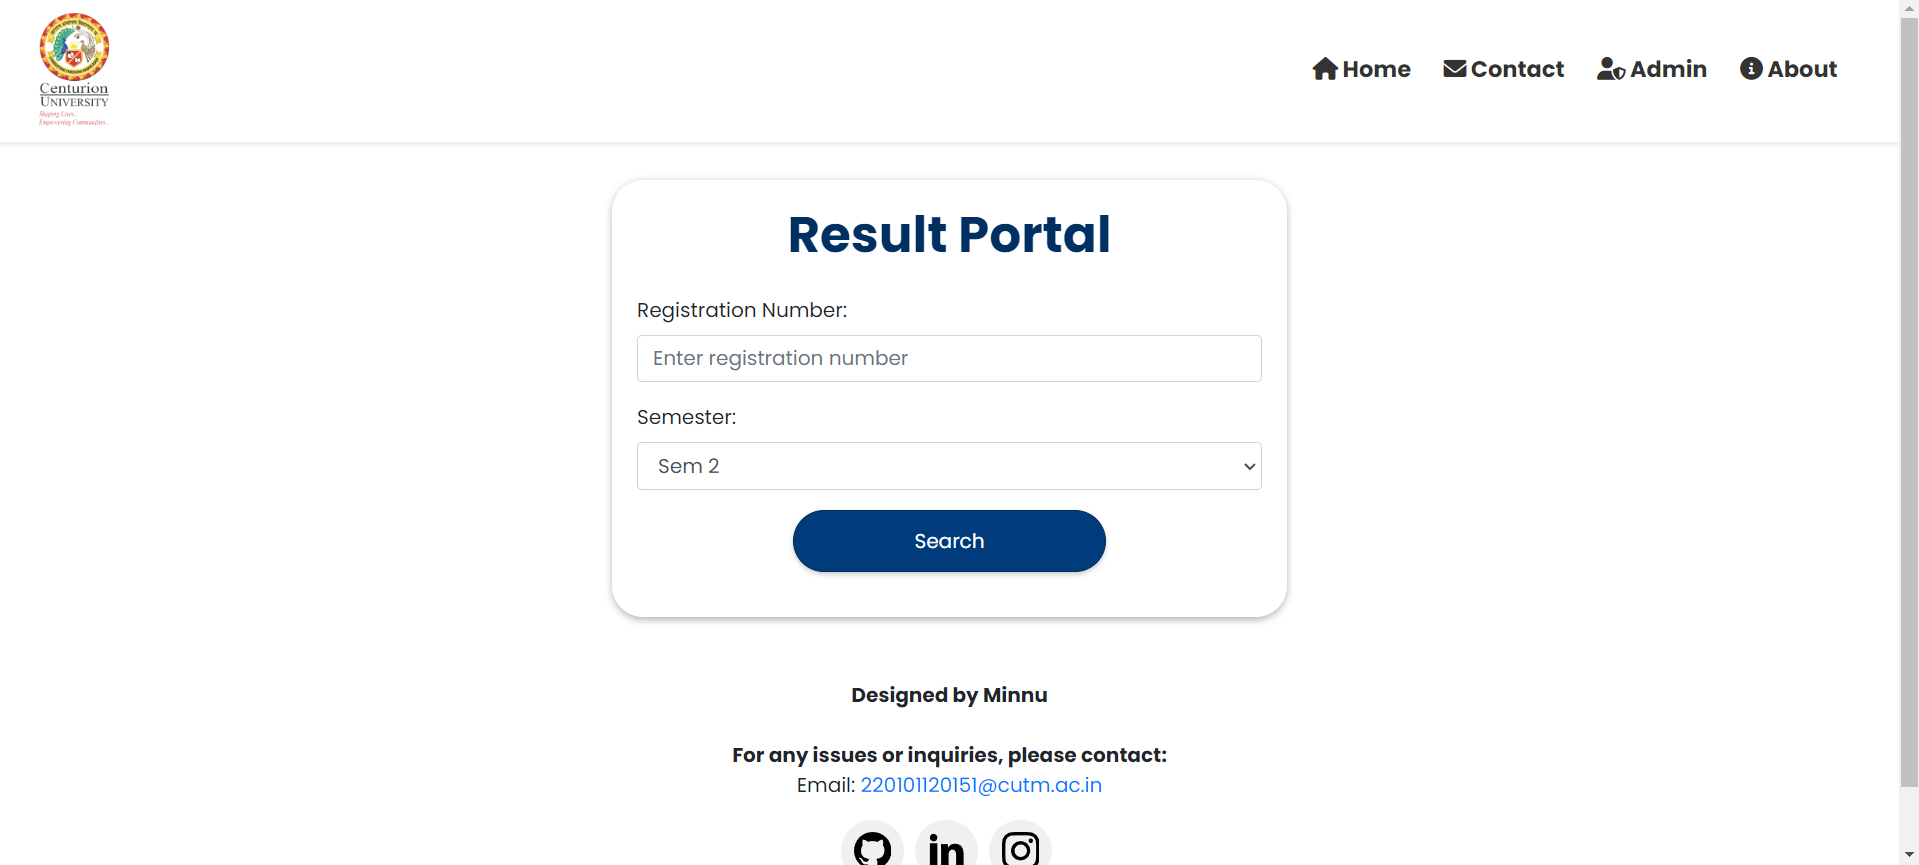 Centurion
UNIVERSITY
Shaping Lives...
Empowering Communities...
Home
Contact
Admin
About
Result Portal
Registration Number:
Enter registration number
Semester:
Sem 2
Search
Designed by Minnu
For any issues or inquiries, please contact:
Email: 220101120151@cutm.ac.in